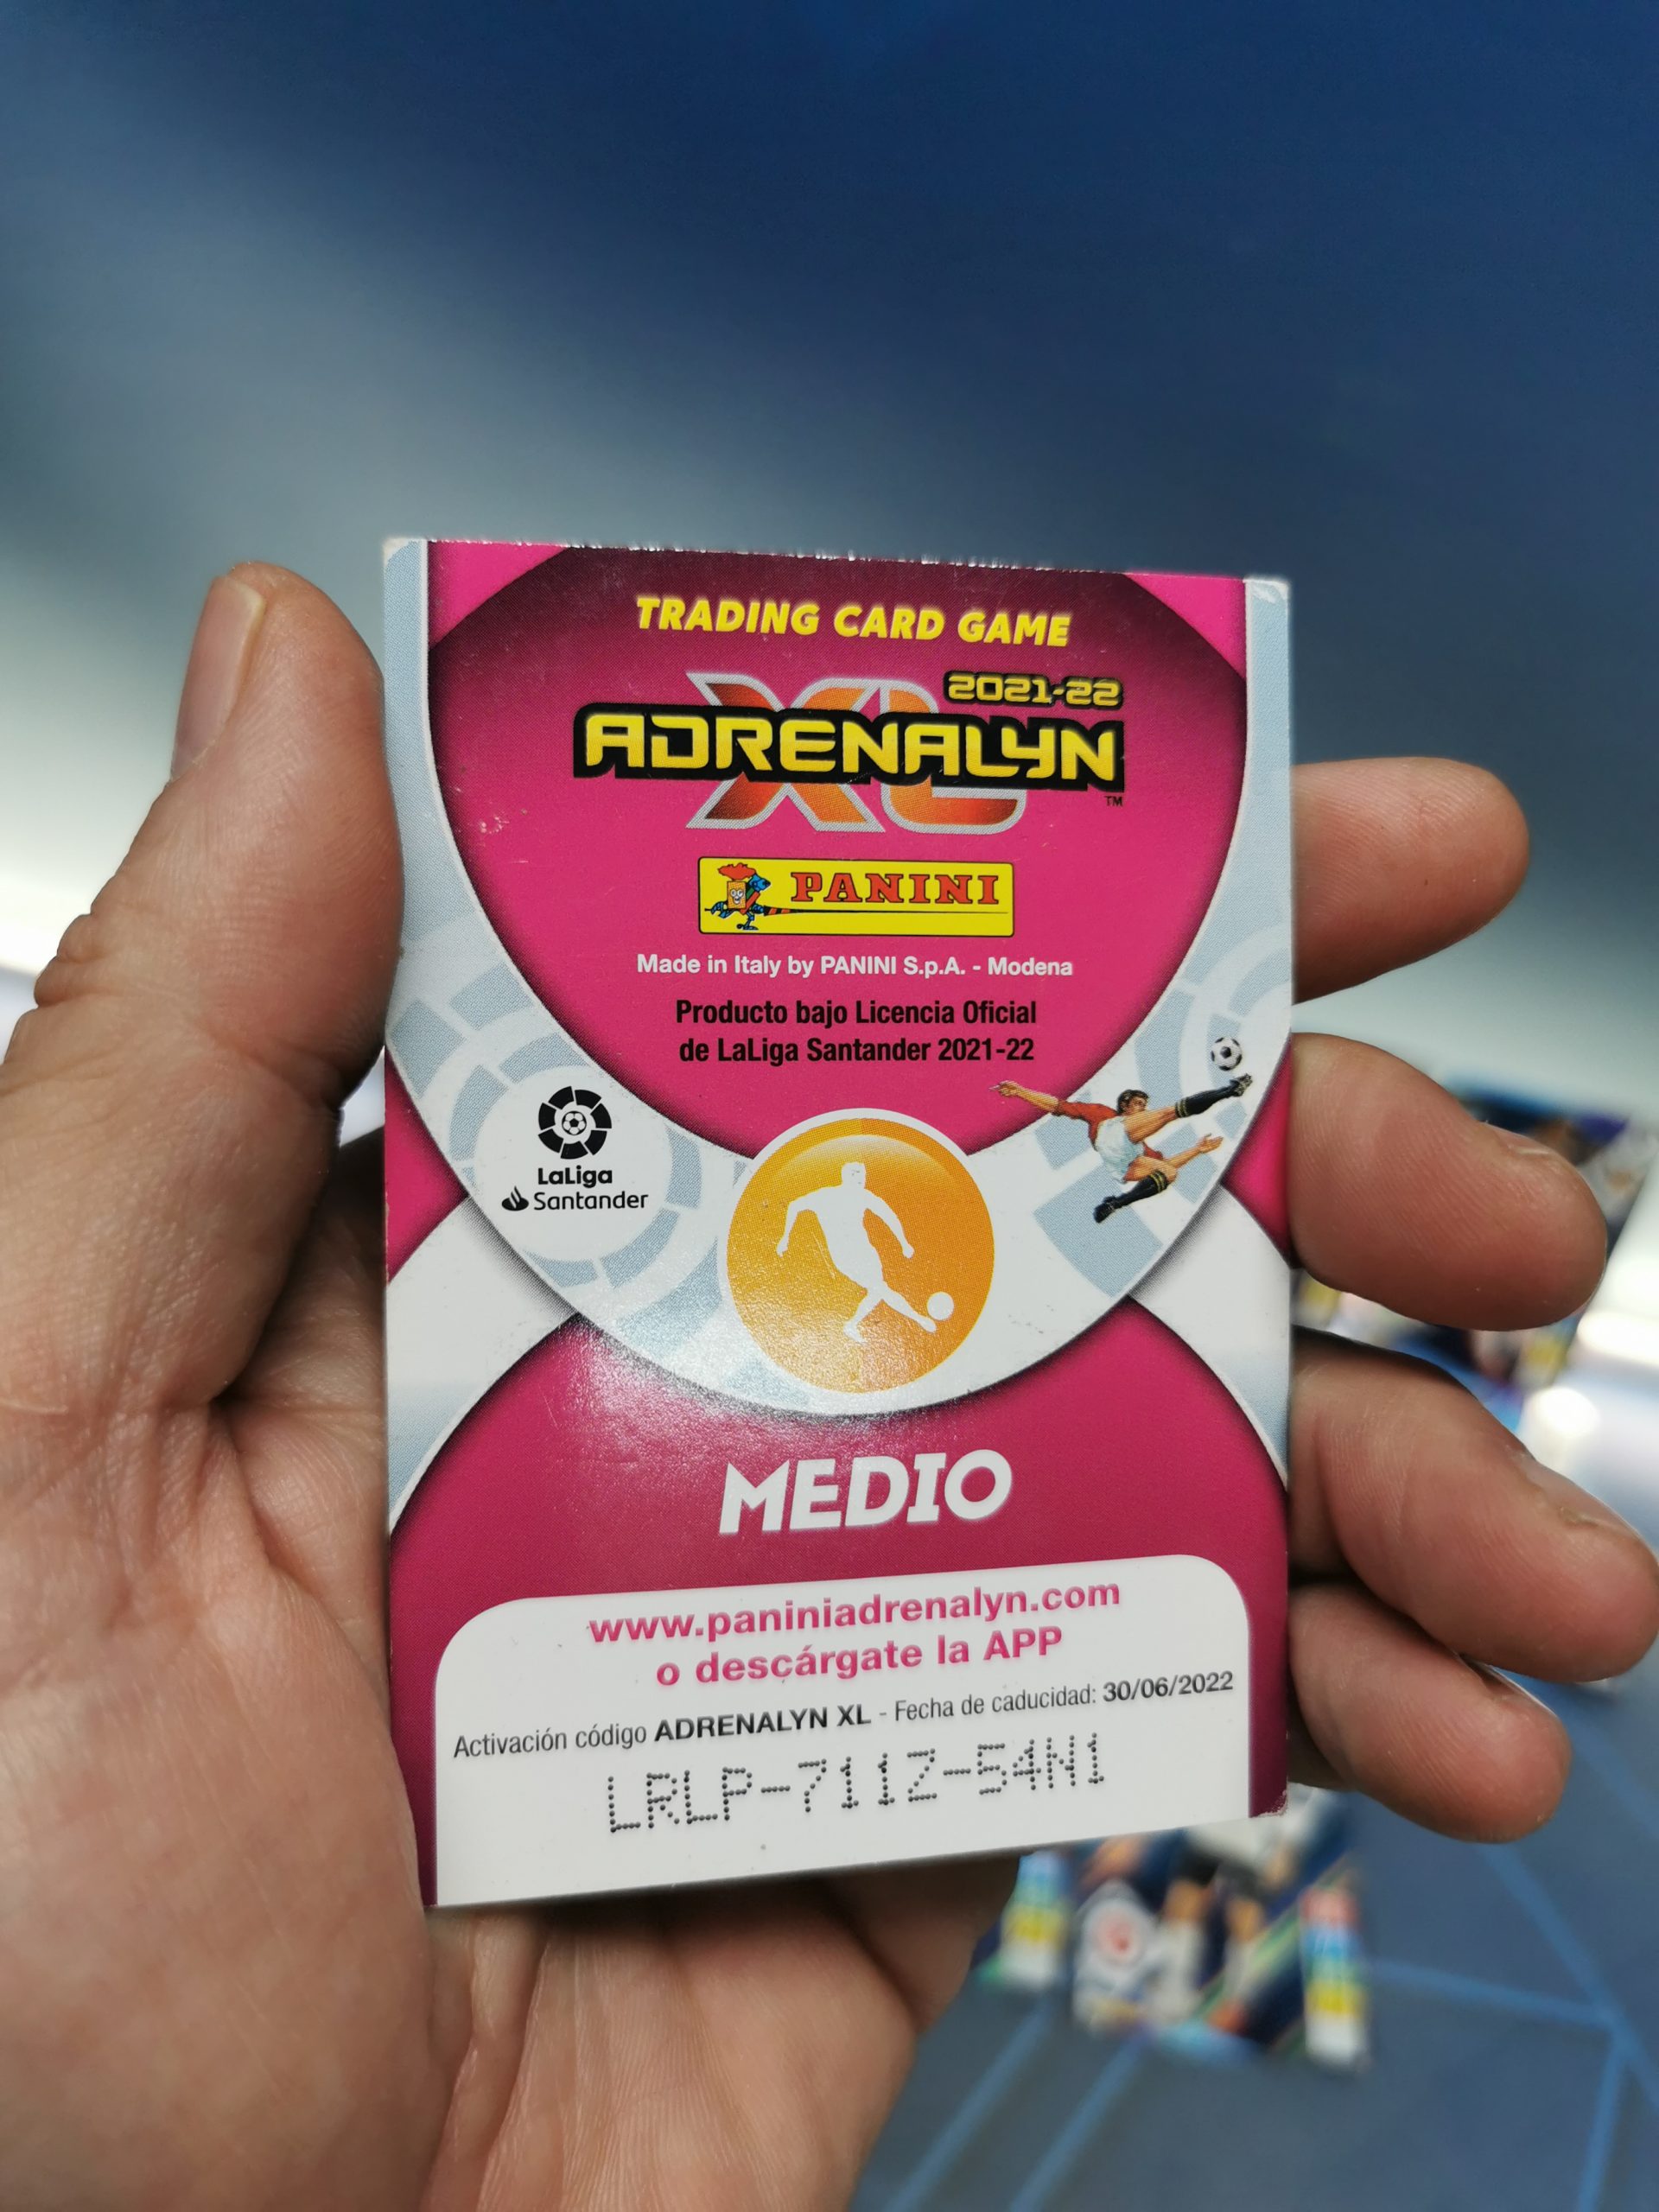 TRADING CARD GAME
2021-22
ADRENALYN
XL
TM
PANINI
Made in Italy by PANINI S.p.A. - Modena
Producto bajo Licencia Oficial
de LaLiga Santander 2021-22
LaLiga
Santander
MEDIO
www.paniniadrenalyn.com
o descárgate la APP
Activación código ADRENALYN XL - Fecha de caducidad: 30/06/2022
LRLP-711Z-54N1